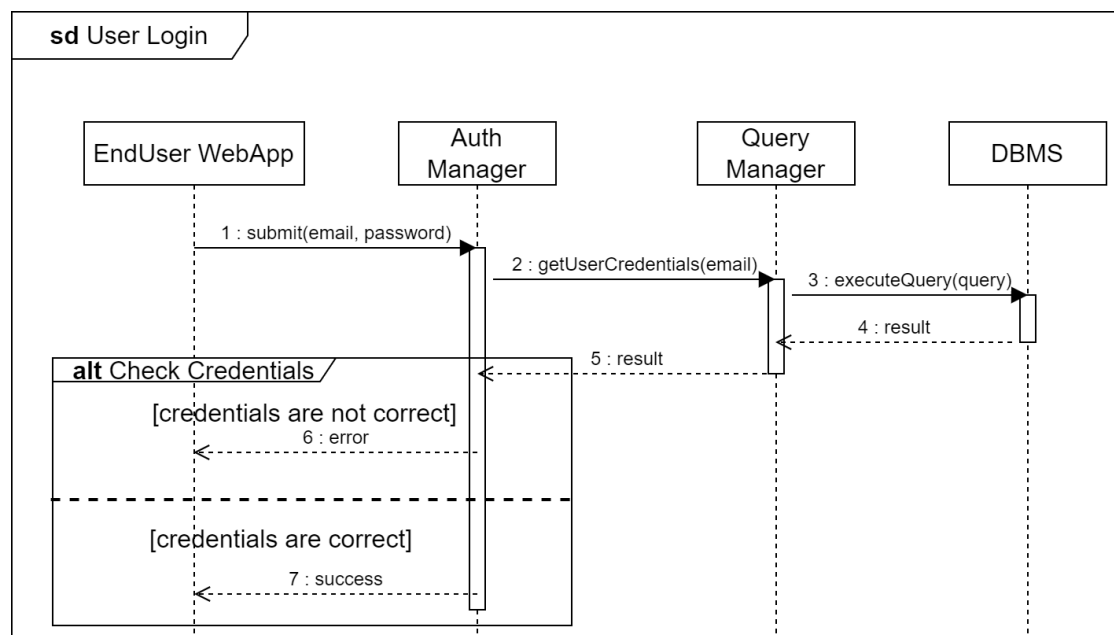 sd User Login
EndUser WebApp
Auth
Manager
Query
Manager
DBMS
1 : submit(email, password)
2 : getUserCredentials(email)
3 : executeQuery(query)
4 : result
5 : result
alt Check Credentials
[credentials are not correct]
6 : error
[credentials are correct]
7 : success